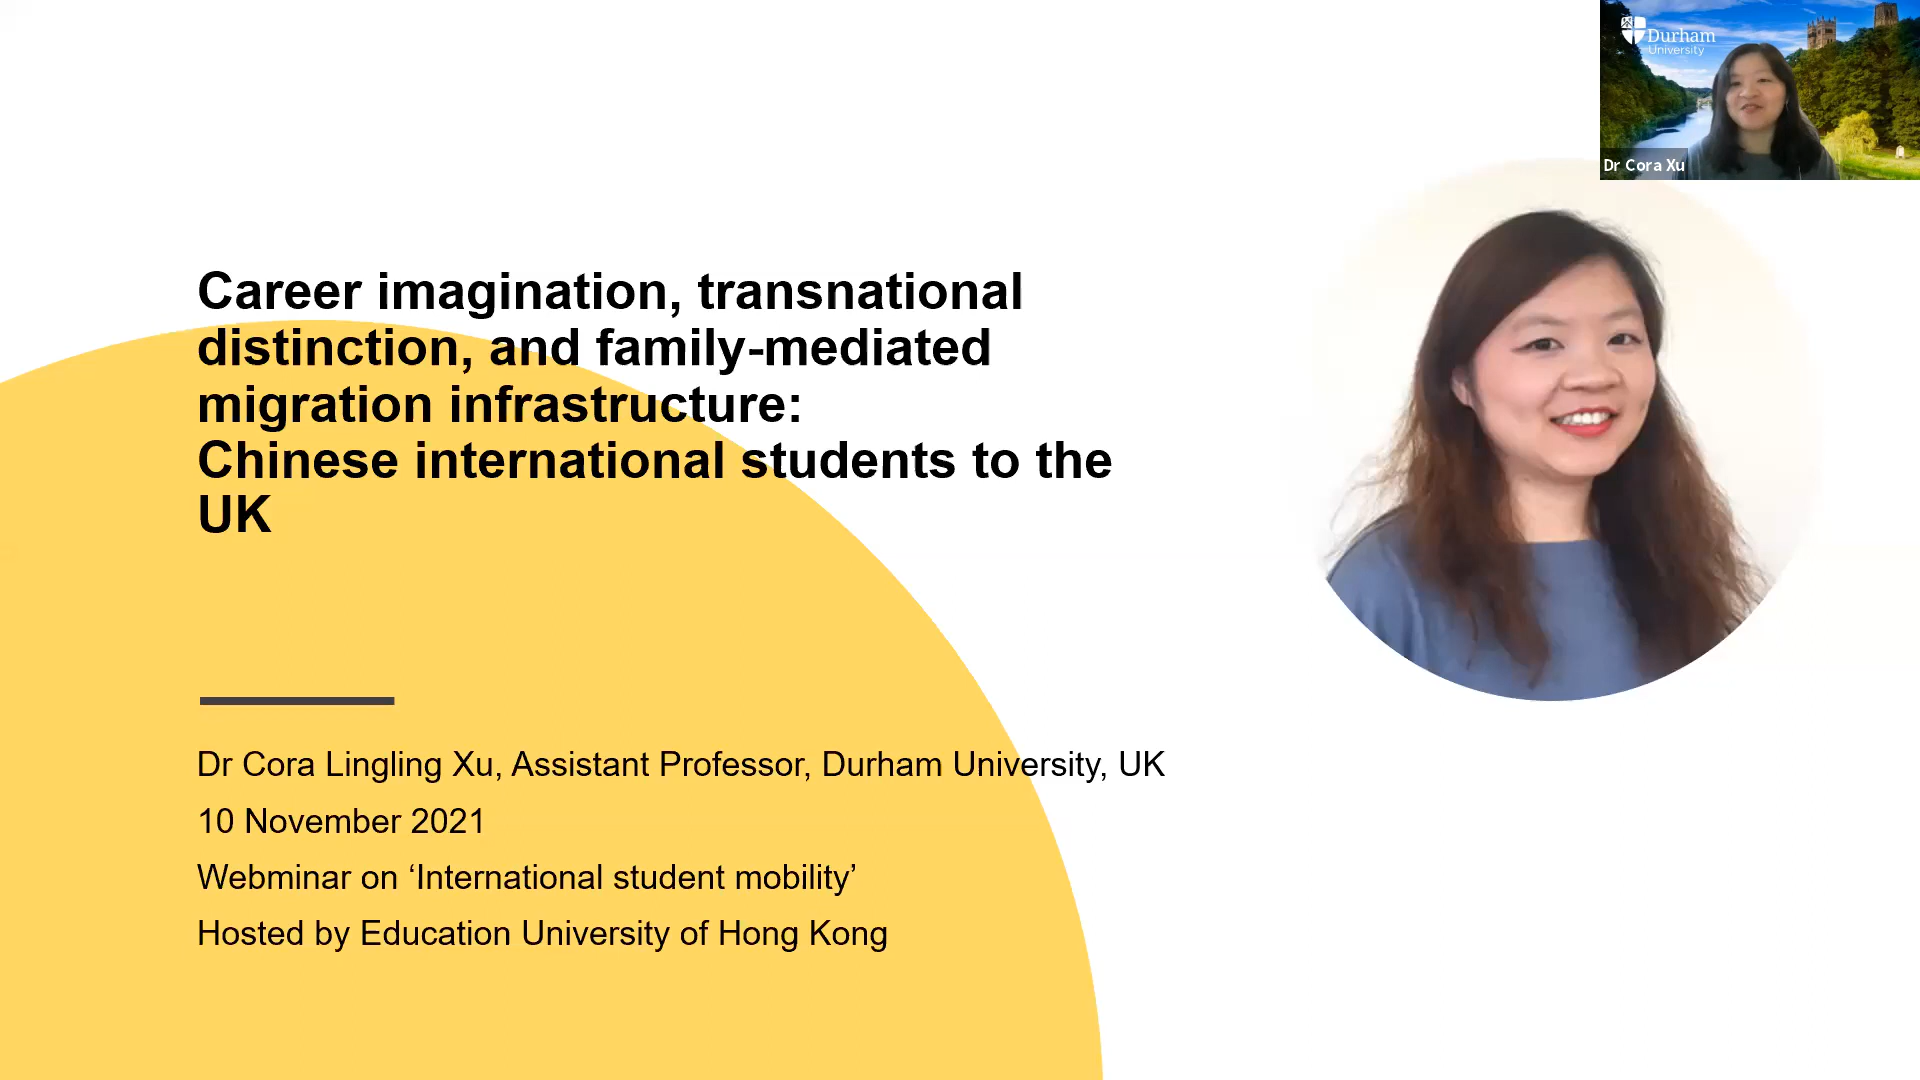 Durham
University
Dr Cora Xu
Career imagination, transnational
distinction, and family-mediated
migration infrastructure:
Chinese international students to the
UK
Dr Cora Lingling Xu, Assistant Professor, Durham University, UK
10 November 2021
Webminar on ‘International student mobility’
Hosted by Education University of Hong Kong